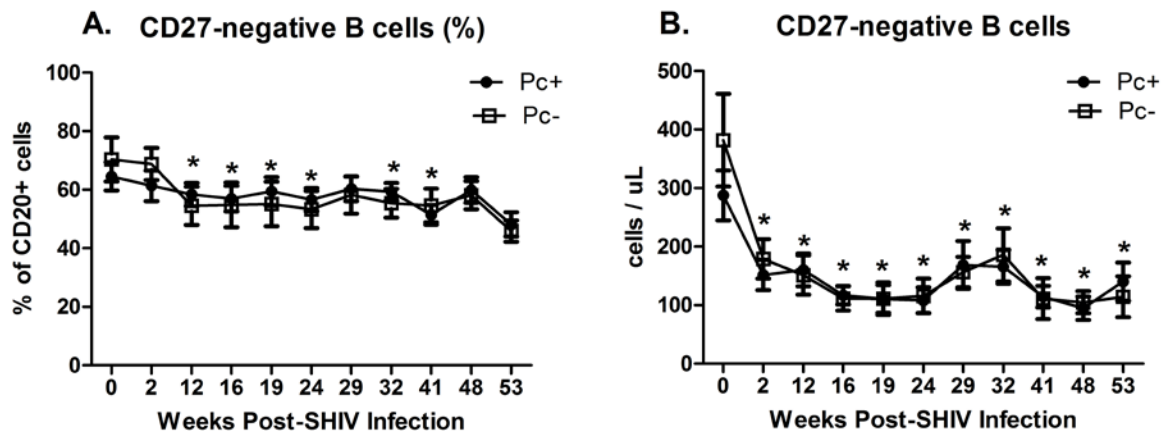 A. CD27-negative B cells (%)
Pc+
Pc-
% of CD20+ cells
100
80
60
40
20
0
* * * * * *
0 2 12 16 19 24 29 32 41 48 53
Weeks Post-SHIV Infection
B. CD27-negative B cells
Pc+
Pc-
cells / uL
500
400
300
200
100
0
* * * * * * * * * *
0 2 12 16 19 24 29 32 41 48 53
Weeks Post-SHIV Infection